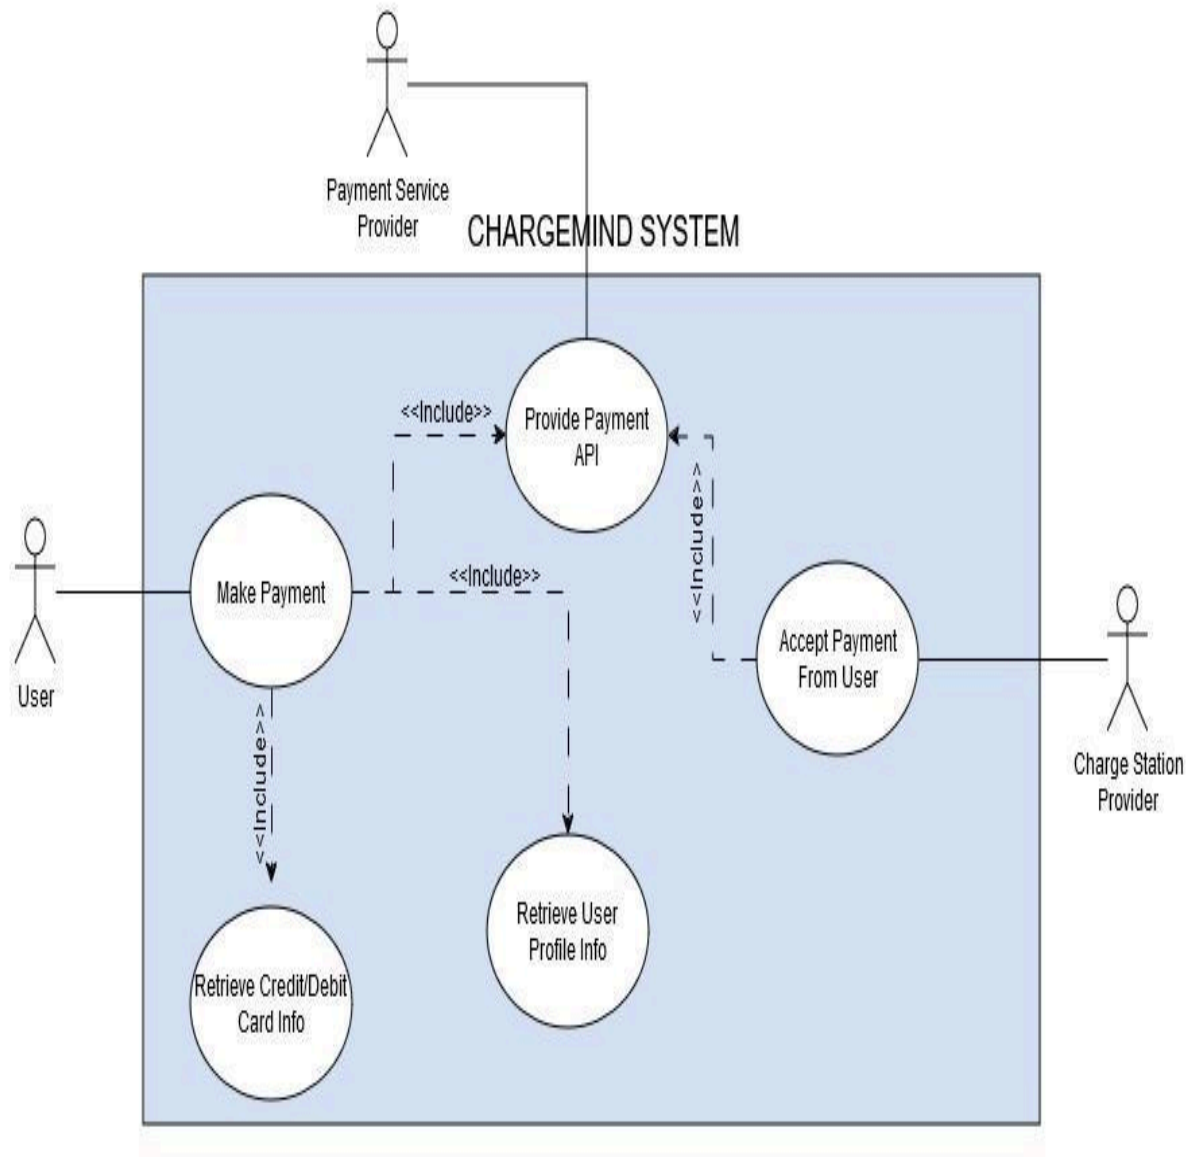 Payment Service
Provider
CHARGEMIND SYSTEM
<<Include>>
Provide Payment
API
<<Include>>
<<Include>>
Make Payment
Accept Payment
From User
User
<<Include>>
Charge Station
Provider
Retrieve User
Profile Info
Retrieve Credit/Debit
Card Info